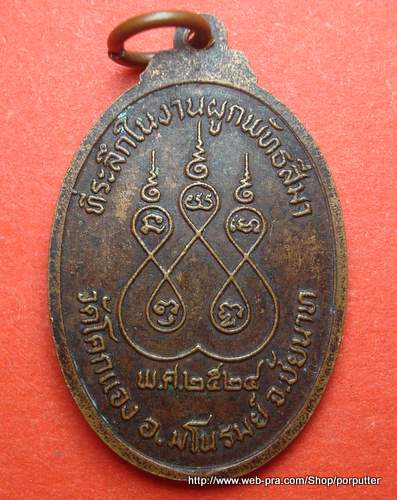 ที่ระลึกในงานผูกพัทธสีมา
พ.ศ.๒๕๒๔
วัดโคกแจง อ.มโนรมย์ จ.ชัยนาท
http://www.web-pra.com/Shop/porputter